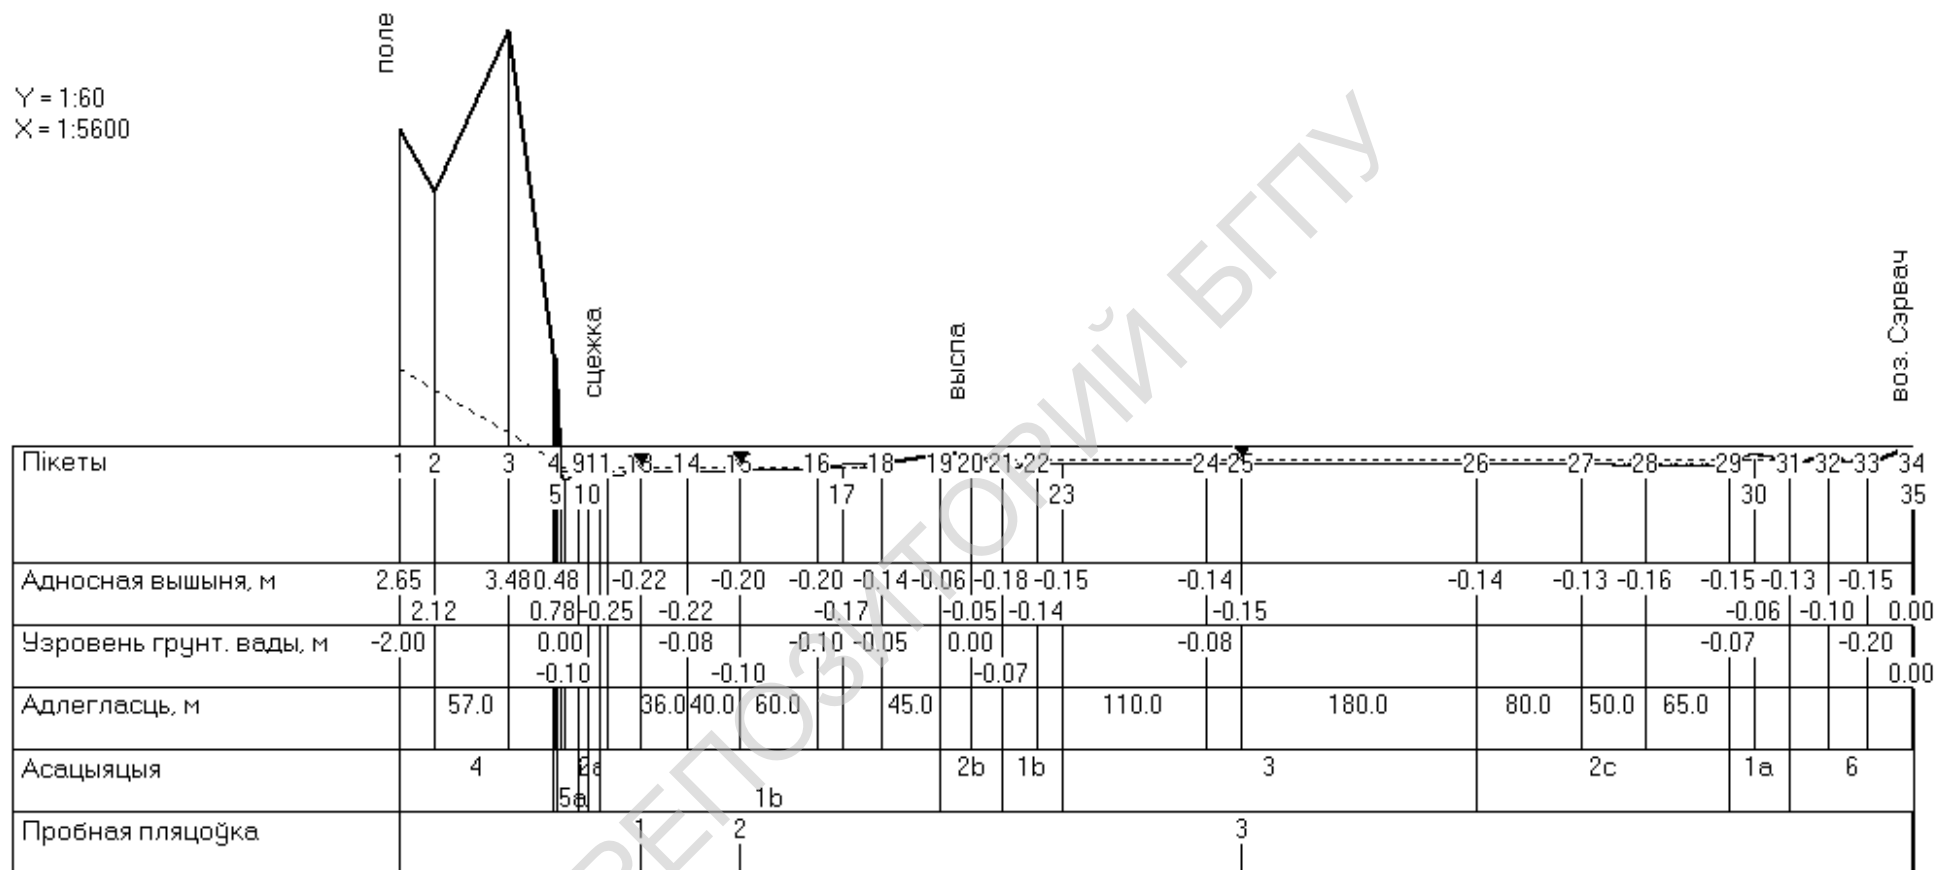 поле
Y = 1:60
X = 1:5600
сцежка
выспа
воз. Сэрвач
РЕПОЗИТОРИЙ БГПУ
Пікеты 1 2 3 4 9 11 13 14 15 16 18 19 20 21 22 24 25 26 27 28 29 31 32 33 34
5 10 17 23 30 35
Адносная вышыня, м 2.65 3.48 0.48 -0.22 -0.20 -0.20 -0.14 -0.06 -0.18 -0.15 -0.14 -0.14 -0.13 -0.16 -0.15 -0.13 -0.15
2.12 0.78 -0.25 -0.22 -0.17 -0.05 -0.14 -0.15 -0.06 -0.10 0.00
Узровень грунт. вады, м -2.00 0.00 -0.08 -0.10 -0.05 0.00 -0.08 -0.07 -0.20
-0.10 -0.10 -0.07 0.00
Адлегласць, м 57.0 36.0 40.0 60.0 45.0 110.0 180.0 80.0 50.0 65.0
Асацыяцыя 4 2a 2b 1b 3 2c 1a 6
5a 1b
Пробная пляцоўка 1 2 3